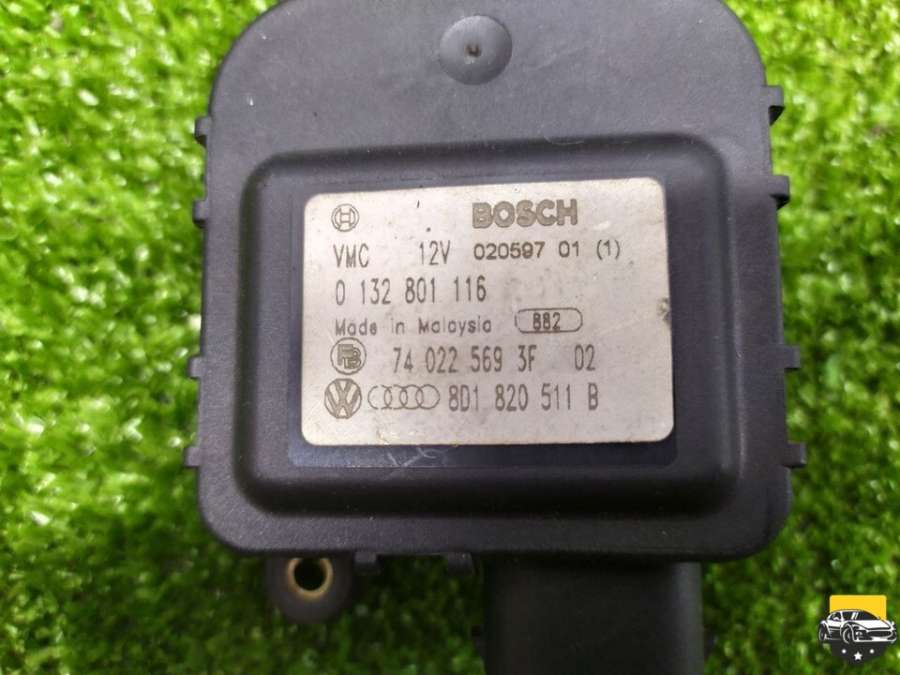 BOSCH
VMC 12V 020597 01 (1)
0 132 801 116
Made in Malaysia 882
74 022 569 3F 02
8D1 820 511 B